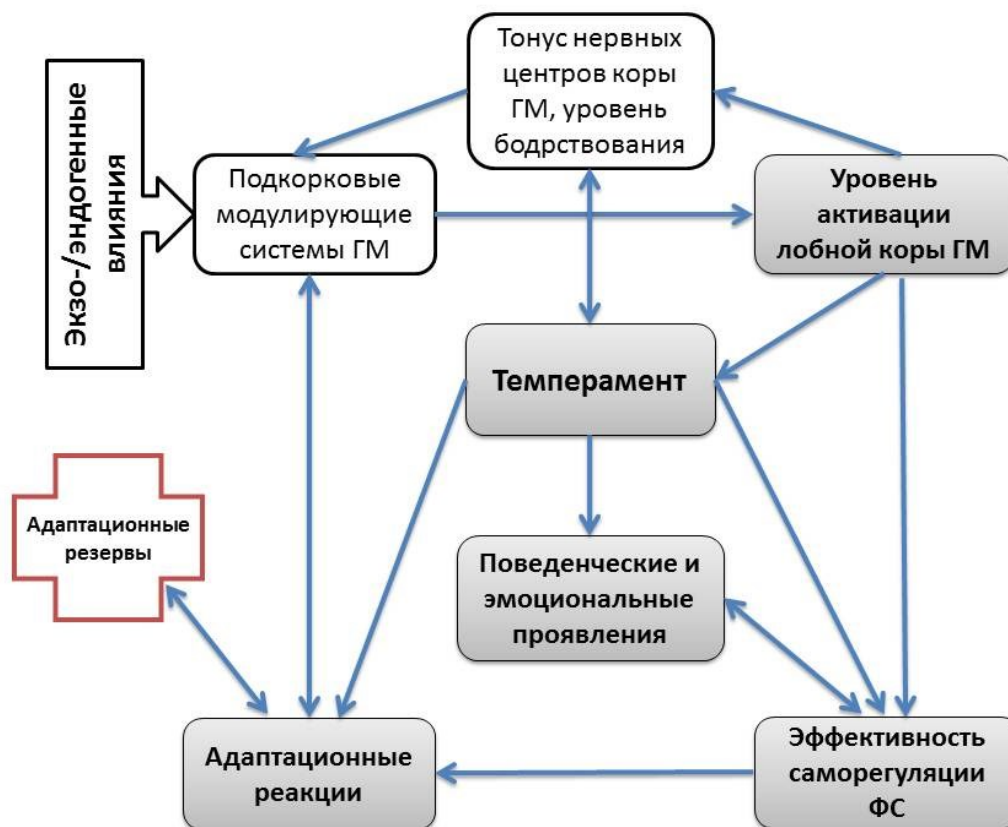 Тонус нервных
центров коры
ГМ, уровень
бодрствования
Экзо-/эндогенные
влияния
Подкорковые
модулирующие
системы ГМ
Уровень
активации
лобной коры ГМ
Темперамент
Адаптационные
резервы
Поведенческие и
эмоциональные
проявления
Адаптационные
реакции
Эффективность
саморегуляции
ФС